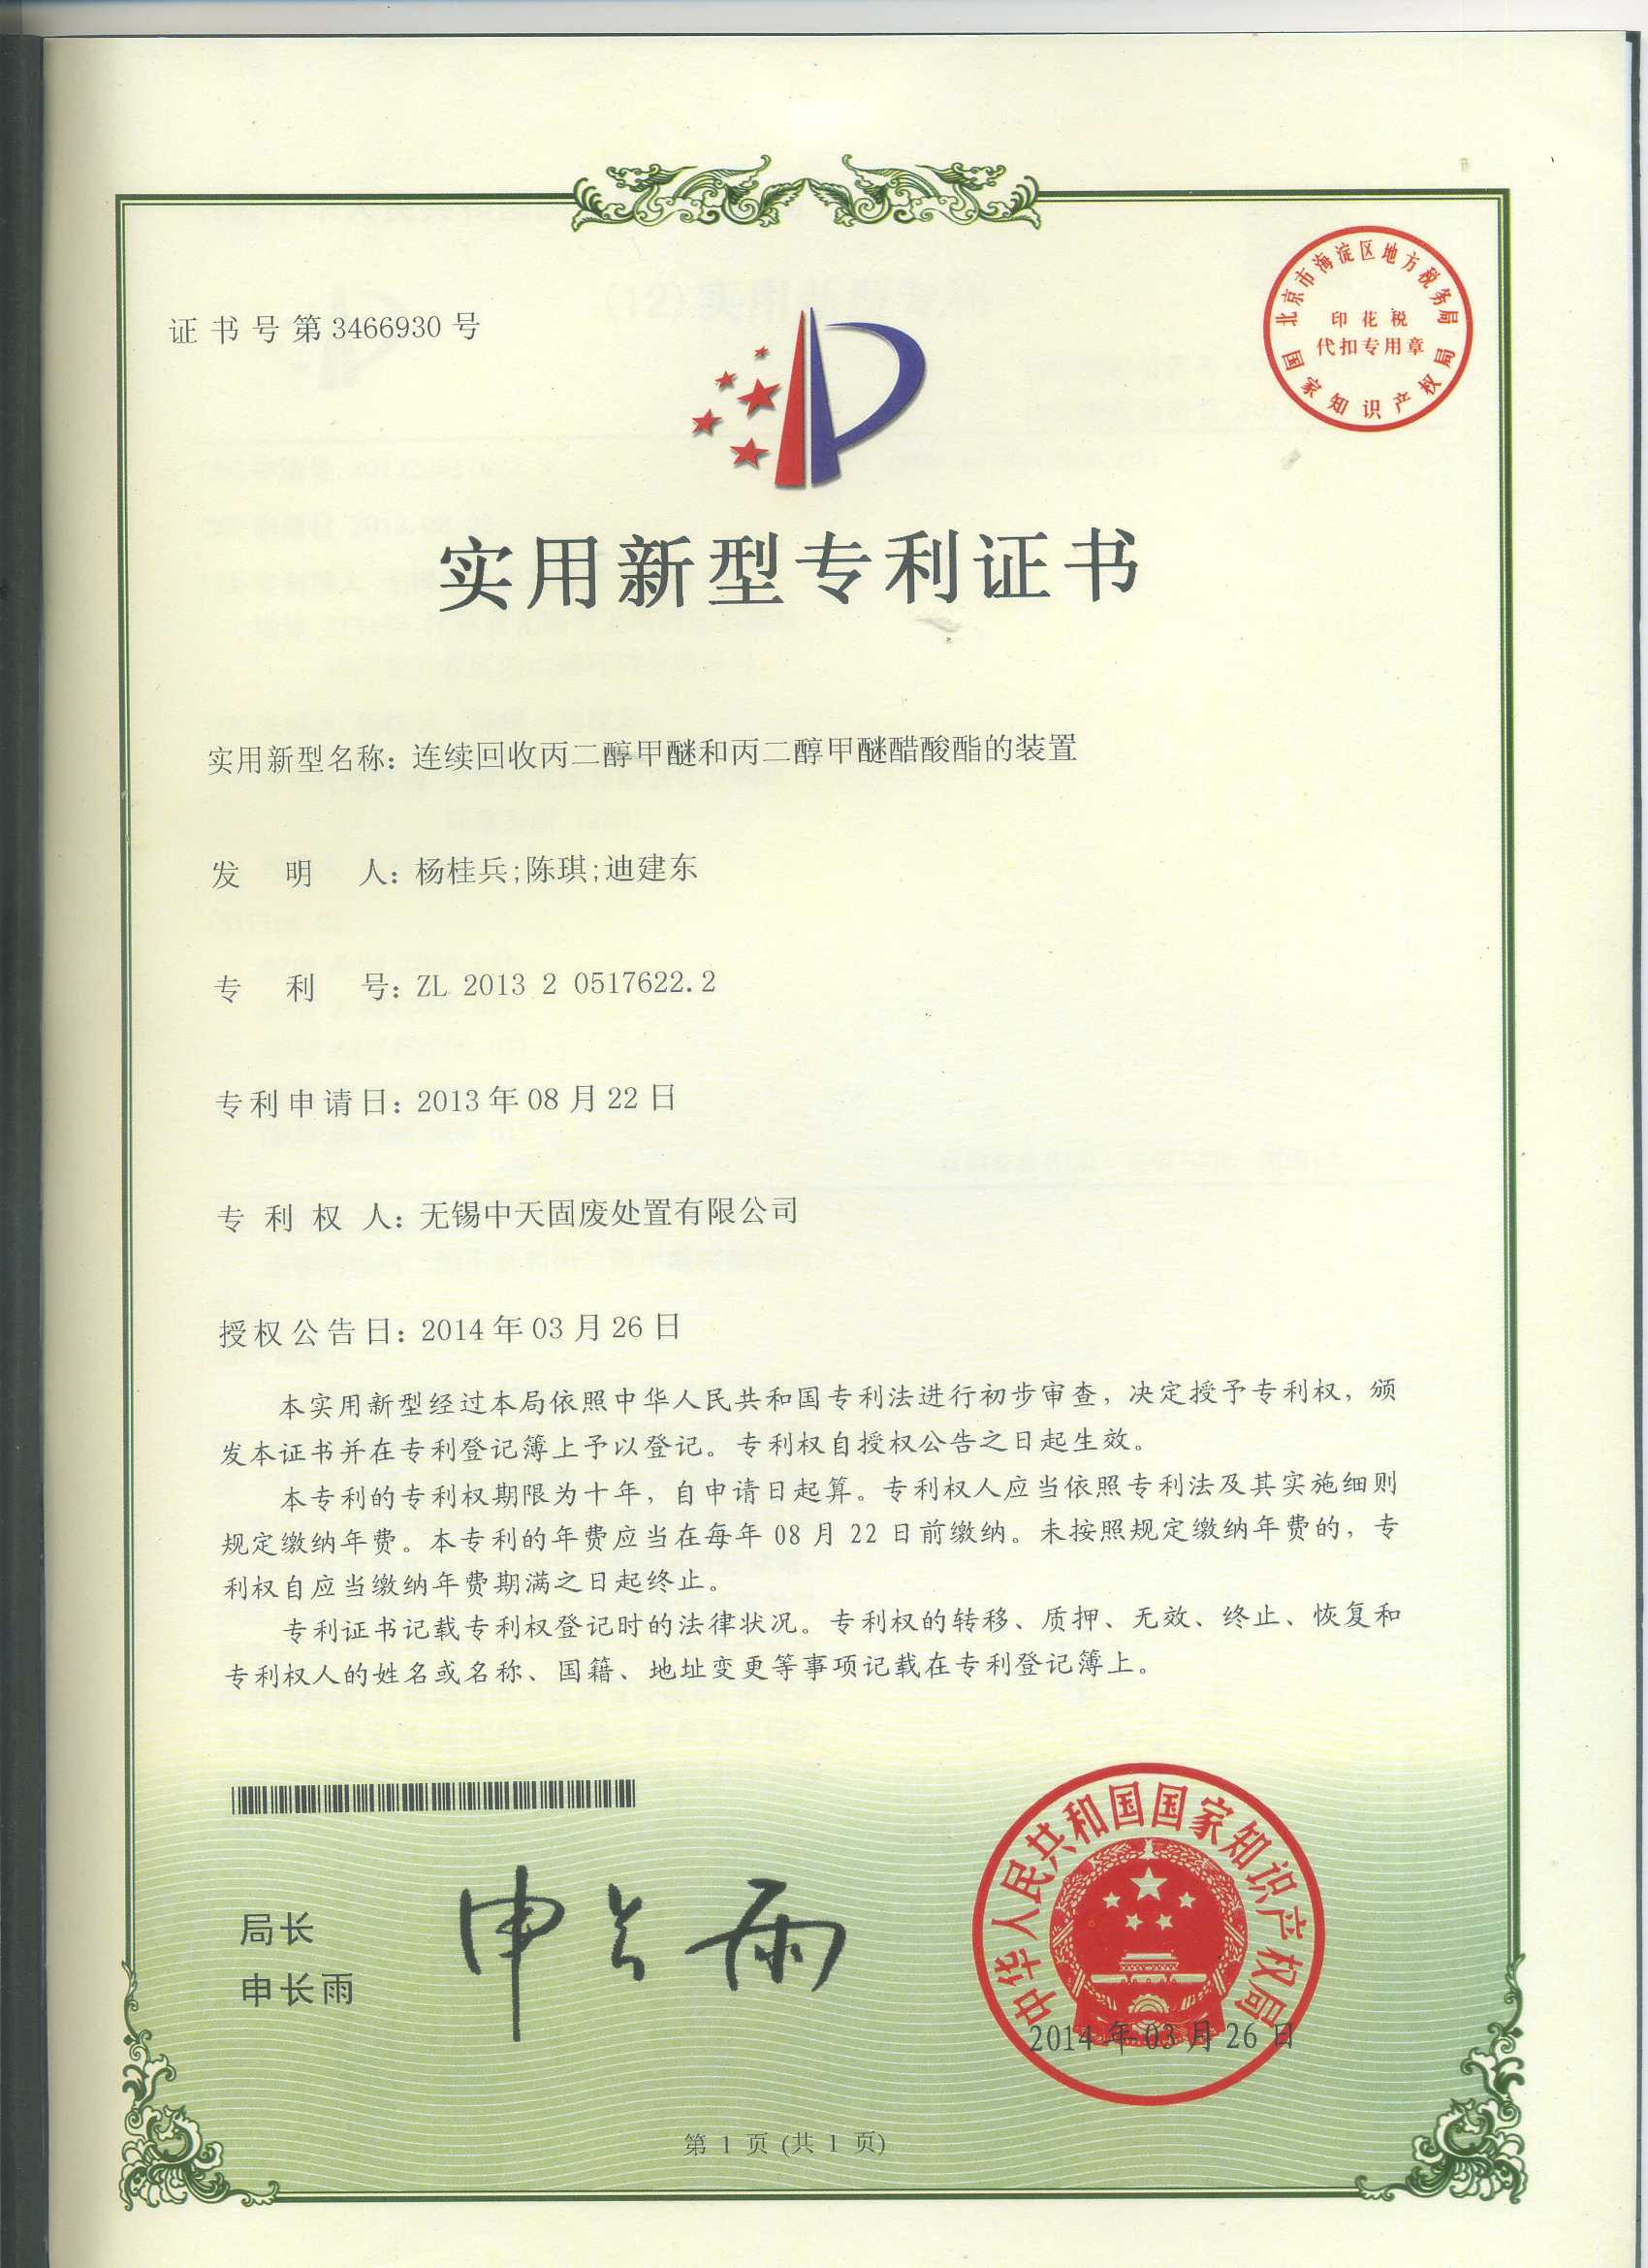 证书号第3466930号
北京市海淀区地方税务局
印花税
代扣专用章
国家知识产权局
实用新型专利证书
实用新型名称：连续回收丙二醇甲醚和丙二醇甲醚醋酸酯的装置
发明人：杨桂兵;陈琪;迪建东
专利号：ZL 2013 2 0517622.2
专利申请日：2013年08月22日
专利权人：无锡中天固废处置有限公司
授权公告日：2014年03月26日
本实用新型经过本局依照中华人民共和国专利法进行初步审查，决定授予专利权，颁
发本证书并在专利登记簿上予以登记。专利权自授权公告之日起生效。
本专利的专利权期限为十年，自申请日起算。专利权人应当依照专利法及其实施细则
规定缴纳年费。本专利的年费应当在每年08月22日前缴纳。未按照规定缴纳年费的，专
利权自应当缴纳年费期满之日起终止。
专利证书记载专利权登记时的法律状况。专利权的转移、质押、无效、终止、恢复和
专利权人的姓名或名称、国籍、地址变更等事项记载在专利登记簿上。
局长
申长雨
申长雨
中华人民共和国国家知识产权局
2014年03月26日
第1页(共1页)